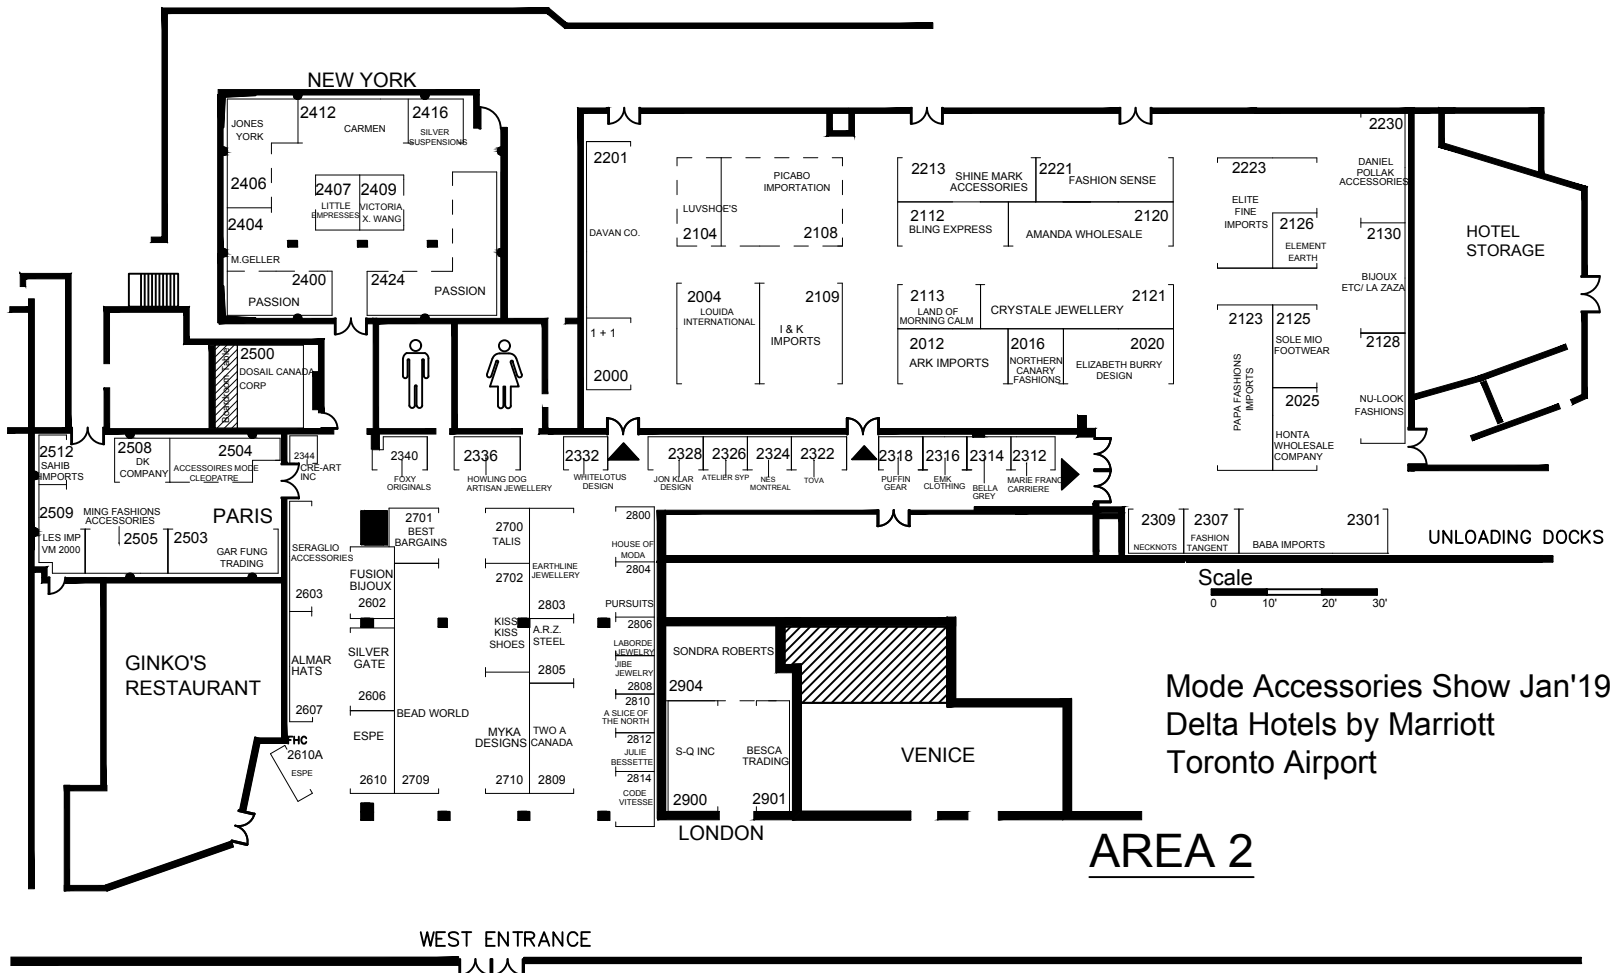 NEW YORK
JONES
YORK
2412
CARMEN
2416
SILVER
SUSPENSIONS
2406
2407
LITTLE
EMPRESSES
2409
VICTORIA
X. WANG
2404
M.GELLER
2400
PASSION
2424
PASSION
2201
DAVAN CO.
1 + 1
2000
LUVSHOE'S
2104
PICABO
IMPORTATION
2108
2213
SHINE MARK
ACCESSORIES
2221
FASHION SENSE
2112
BLING EXPRESS
2120
AMANDA WHOLESALE
2004
LOUIDA
INTERNATIONAL
2109
I & K
IMPORTS
2113
LAND OF
MORNING CALM
2121
CRYSTALE JEWELLERY
2012
ARK IMPORTS
2016
NORTHERN
CANARY
FASHIONS
2020
ELIZABETH BURRY
DESIGN
2223
ELITE
FINE
IMPORTS
2126
ELEMENT
EARTH
2123
PAPA FASHIONS
IMPORTS
2125
SOLE MIO
FOOTWEAR
2025
HONTA
WHOLESALE
COMPANY
2230
DANIEL
POLLAK
ACCESSORIES
2130
BIJOUX
ETC/ LA ZAZA
2128
NU-LOOK
FASHIONS
HOTEL
STORAGE
Boardroom Table
2500
DOSAIL CANADA
CORP
2512
SAHIB
IMPORTS
2508
DK
COMPANY
2504
ACCESSOIRES MODE
CLEOPATRE
2509
LES IMP
VM 2000
MING FASHIONS
ACCESSORIES
2505
2503
GAR FUNG
TRADING
PARIS
2344
CRE-ART
INC
2340
FOXY
ORIGINALS
2336
HOWLING DOG
ARTISAN JEWELLERY
2332
WHITELOTUS
DESIGN
2328
JON KLAR
DESIGN
2326
ATELIER SYP
2324
NES
MONTREAL
2322
TOVA
2318
PUFFIN
GEAR
2316
EMK
CLOTHING
2314
BELLA
GREY
2312
MARIE FRANC
CARRIERE
2309
NECKNOTS
2307
FASHION
TANGENT
2301
BABA IMPORTS
UNLOADING DOCKS
Scale
0 10' 20' 30'
SERAGLIO
ACCESSORIES
2603
ALMAR
HATS
2607
FHC
2610A
ESPE
FUSION
BIJOUX
2602
SILVER
GATE
2606
ESPE
2610
2701
BEST
BARGAINS
BEAD WORLD
2709
2700
TALIS
2702
KISS
KISS
SHOES
MYKA
DESIGNS
2710
EARTHLINE
JEWELLERY
2803
A.R.Z.
STEEL
2805
TWO A
CANADA
2809
2800
HOUSE OF
MODA
2804
PURSUITS
2806
LABORDE
JEWELRY
JIBE
JEWELRY
2808
2810
A SLICE OF
THE NORTH
2812
JULIE
BESSETTE
2814
CODE
VITESSE
SONDRA ROBERTS
2904
S-Q INC
2900
BESCA
TRADING
2901
LONDON
VENICE
GINKO'S
RESTAURANT
Mode Accessories Show Jan'19
Delta Hotels by Marriott
Toronto Airport
AREA 2
WEST ENTRANCE